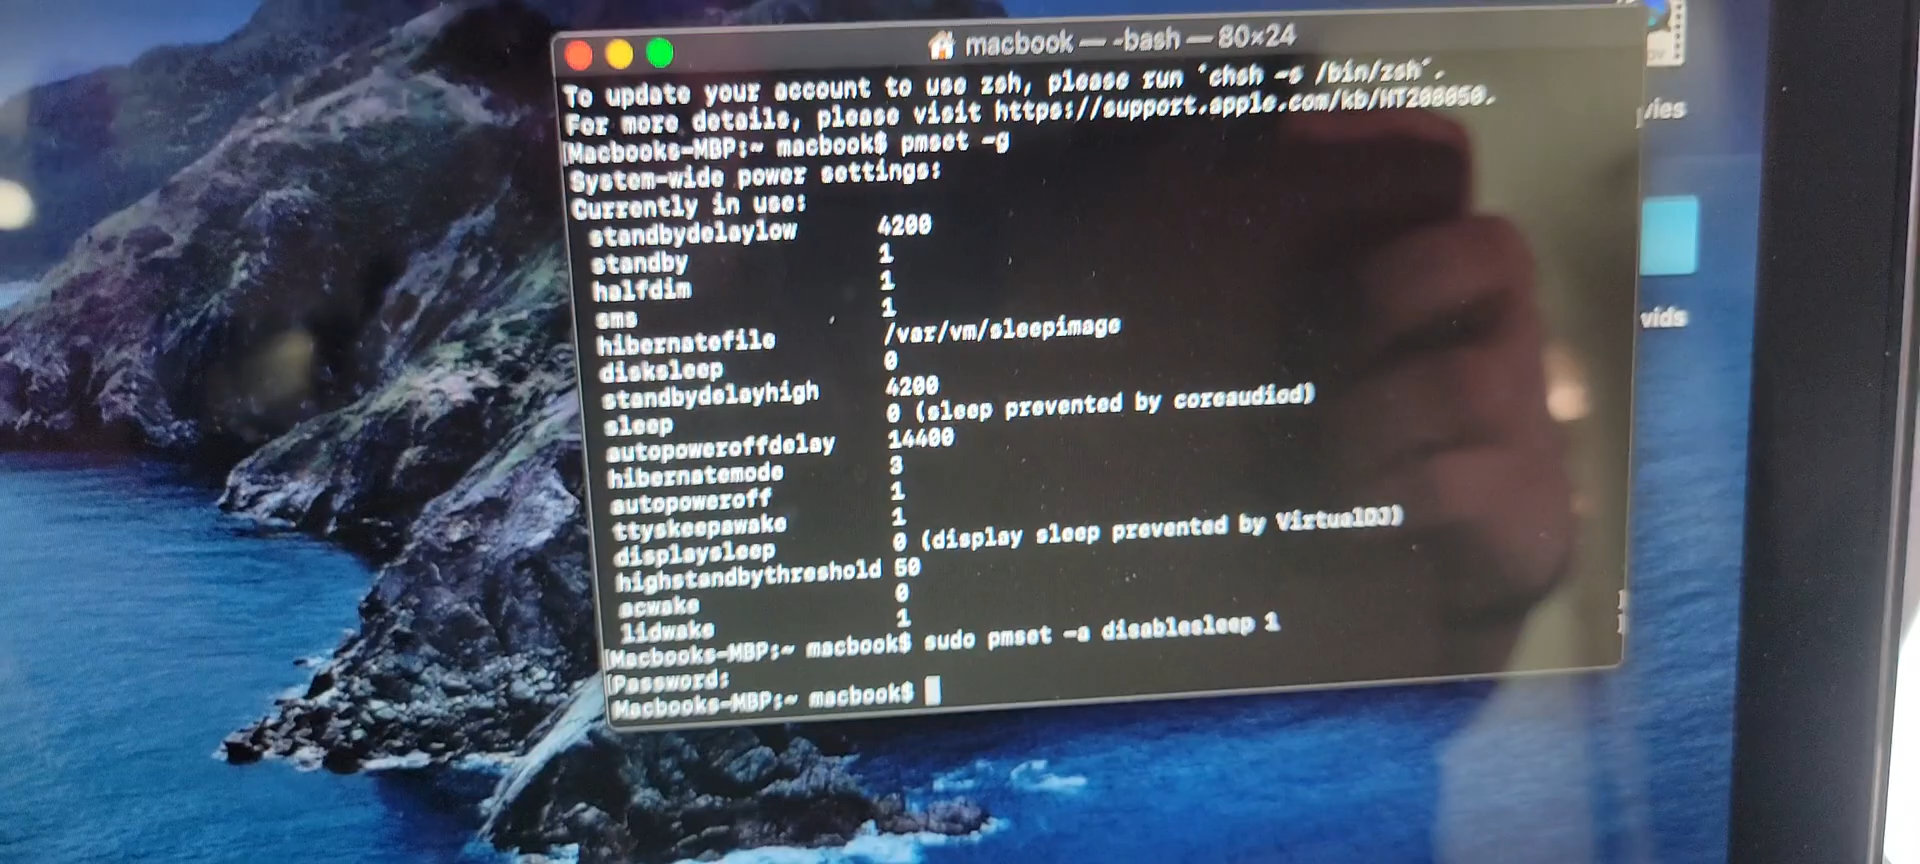 macbook — -bash — 80×24
To update your account to use zsh, please run `chsh -s /bin/zsh`.
For more details, please visit https://support.apple.com/kb/HT208050.
[Macbooks-MBP:~ macbook$ pmset -g
System-wide power settings:
Currently in use:
standbydelaylow 4200
standby 1
halfdim 1
sms 1
hibernatefile /var/vm/sleepimage
disksleep 0
standbydelayhigh 4200
sleep 0 (sleep prevented by coreaudiod)
autopoweroffdelay 14400
hibernatemode 3
autopoweroff 1
ttyskeepawake 1
displaysleep 0 (display sleep prevented by VirtualDJ)
highstandbythreshold 50
acwake 0
lidwake 1
[Macbooks-MBP:~ macbook$ sudo pmset -a disablesleep 1 ]
[Password: ]
Macbooks-MBP:~ macbook$
vies
vids